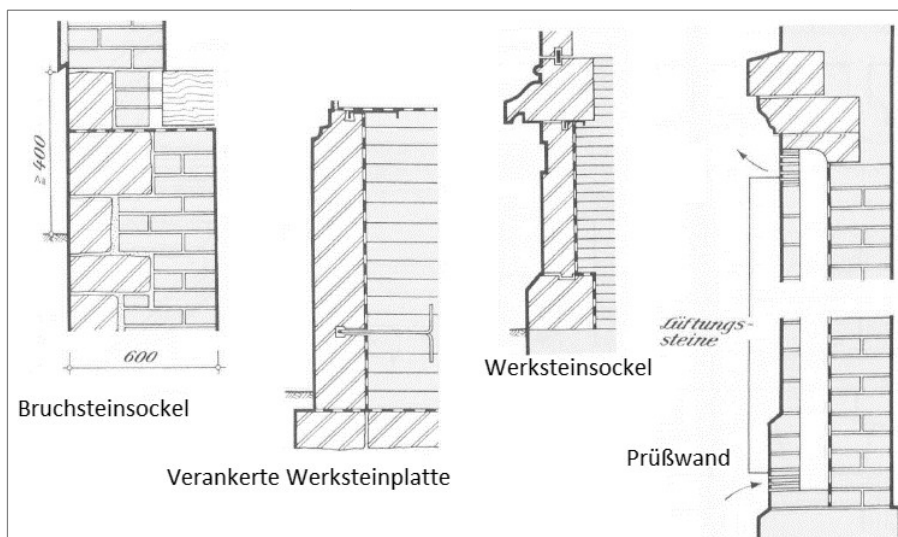 ≥ 400
600
Bruchsteinsockel
Verankerte Werksteinplatte
Werksteinsockel
Lüftungs-
steine
Prüßwand